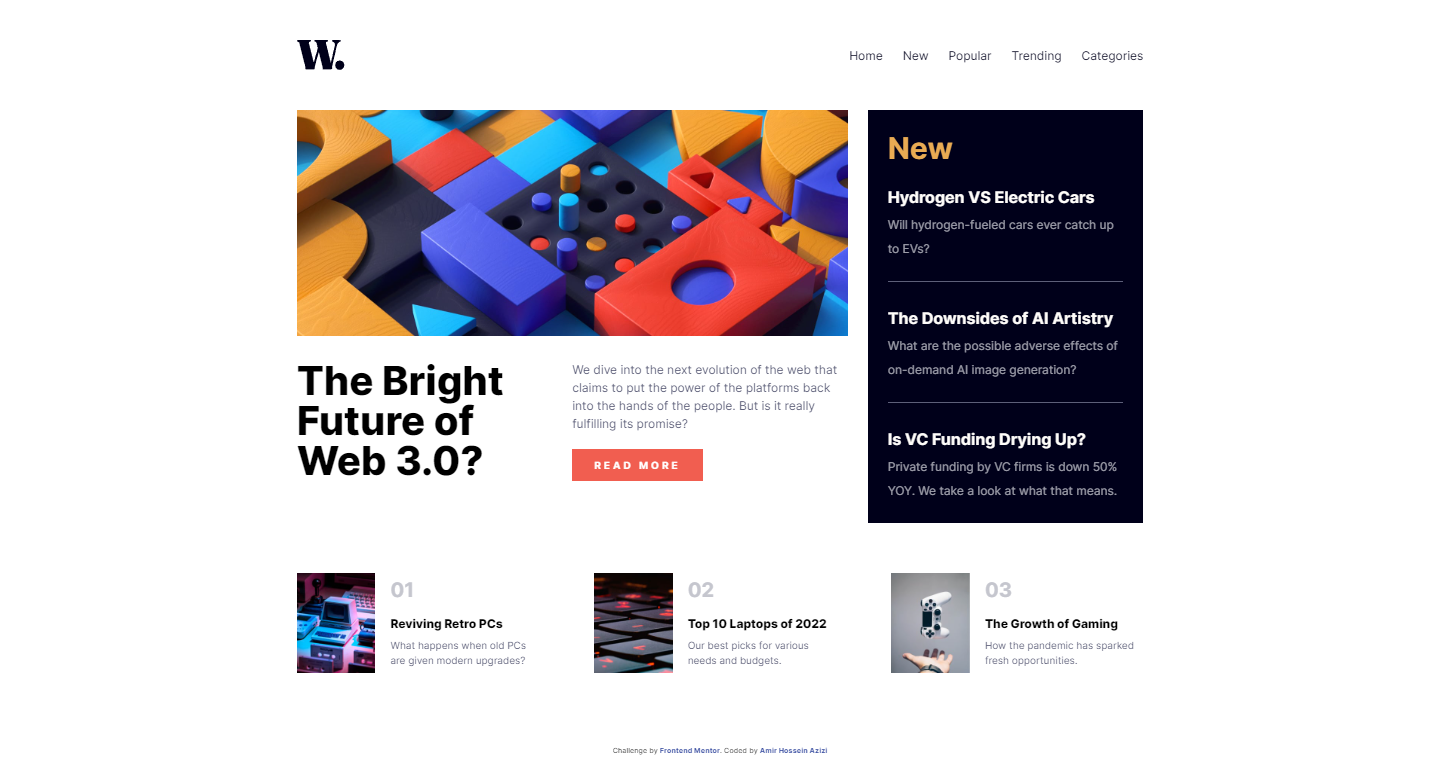 W.
Home New Popular Trending Categories
New
Hydrogen VS Electric Cars
Will hydrogen-fueled cars ever catch up
to EVs?
The Downsides of AI Artistry
What are the possible adverse effects of
on-demand AI image generation?
Is VC Funding Drying Up?
Private funding by VC firms is down 50%
YOY. We take a look at what that means.
The Bright
Future of
Web 3.0?
We dive into the next evolution of the web that
claims to put the power of the platforms back
into the hands of the people. But is it really
fulfilling its promise?
READ MORE
01
Reviving Retro PCs
What happens when old PCs
are given modern upgrades?
02
Top 10 Laptops of 2022
Our best picks for various
needs and budgets.
03
The Growth of Gaming
How the pandemic has sparked
fresh opportunities.
Challenge by Frontend Mentor. Coded by Amir Hossein Azizi